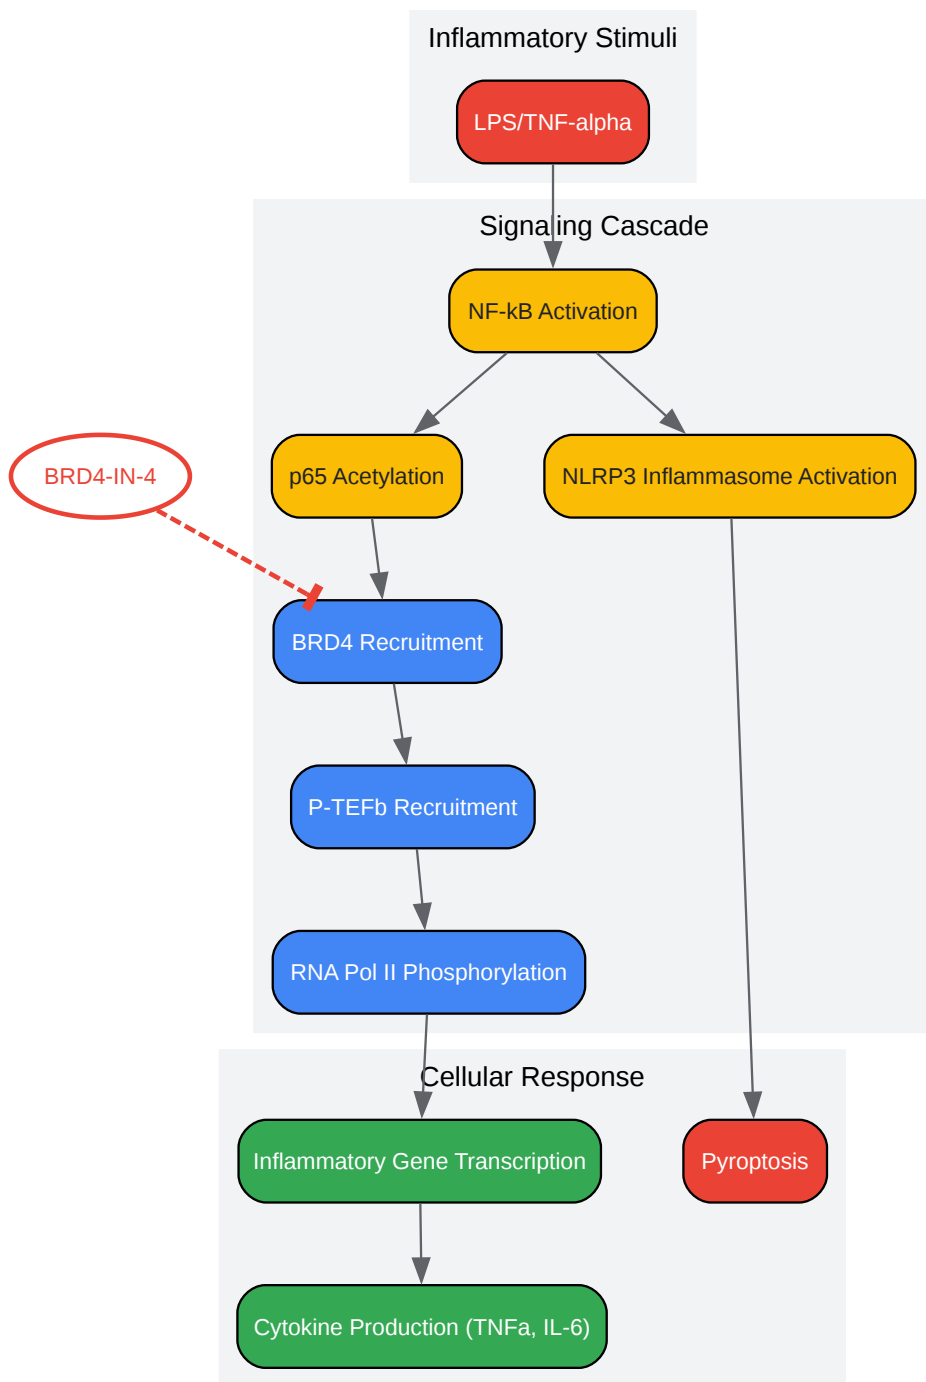 Inflammatory Stimuli
LPS/TNF-alpha
Signaling Cascade
NF-kB Activation
BRD4-IN-4
p65 Acetylation
NLRP3 Inflammasome Activation
BRD4 Recruitment
P-TEFb Recruitment
RNA Pol II Phosphorylation
Cellular Response
Inflammatory Gene Transcription
Pyroptosis
Cytokine Production (TNFa, IL-6)